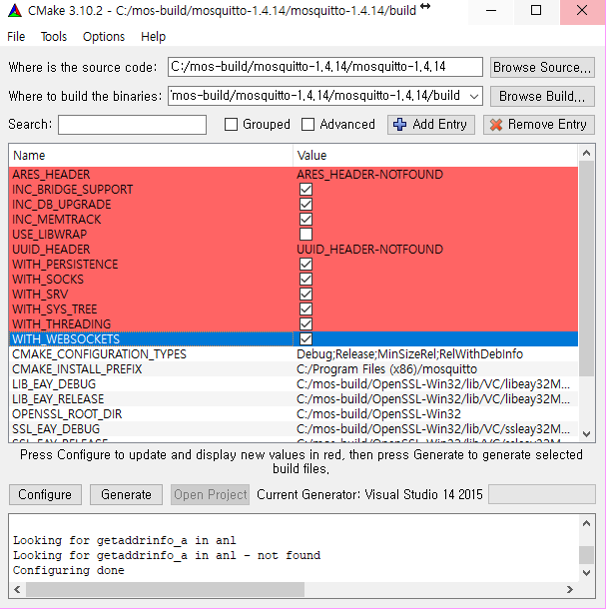 CMake 3.10.2 - C:/mos-build/mosquitto-1.4.14/mosquitto-1.4.14/build
File Tools Options Help
Where is the source code: C:/mos-build/mosquitto-1.4.14/mosquitto-1.4.14 Browse Source...
Where to build the binaries: mos-build/mosquitto-1.4.14/mosquitto-1.4.14/build Browse Build...
Search: Grouped Advanced Add Entry Remove Entry
Name Value
ARES_HEADER ARES_HEADER-NOTFOUND
INC_BRIDGE_SUPPORT
INC_DB_UPGRADE
INC_MEMTRACK
USE_LIBWRAP
UUID_HEADER UUID_HEADER-NOTFOUND
WITH_PERSISTENCE
WITH_SOCKS
WITH_SRV
WITH_SYS_TREE
WITH_THREADING
WITH_WEBSOCKETS
CMAKE_CONFIGURATION_TYPES Debug;Release;MinSizeRel;RelWithDebInfo
CMAKE_INSTALL_PREFIX C:/Program Files (x86)/mosquitto
LIB_EAY_DEBUG C:/mos-build/OpenSSL-Win32/lib/VC/libeay32M...
LIB_EAY_RELEASE C:/mos-build/OpenSSL-Win32/lib/VC/libeay32M...
OPENSSL_ROOT_DIR C:/mos-build/OpenSSL-Win32
SSL_EAY_DEBUG C:/mos-build/OpenSSL-Win32/lib/VC/ssleay32M...
SSL_EAY_RELEASE C:/mos-build/OpenSSL-Win32/lib/VC/ssleay32M...
Press Configure to update and display new values in red, then press Generate to generate selected
build files.
Configure Generate Open Project Current Generator: Visual Studio 14 2015
Looking for getaddrinfo_a in anl
Looking for getaddrinfo_a in anl - not found
Configuring done